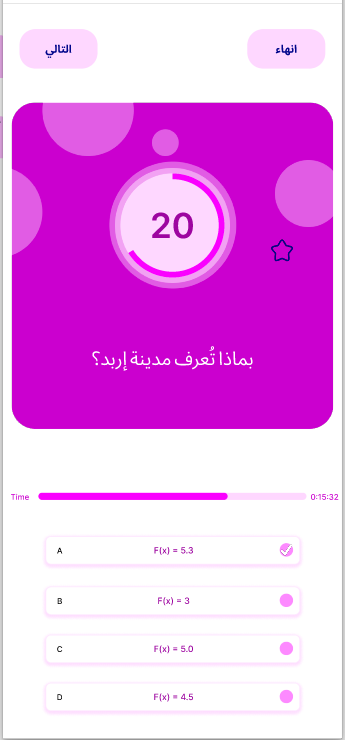 انهاء
التالي
20
بماذا تُعرف مدينة إربد؟
Time 0:15:32
A F(x) = 5.3
B F(x) = 3
C F(x) = 5.0
D F(x) = 4.5